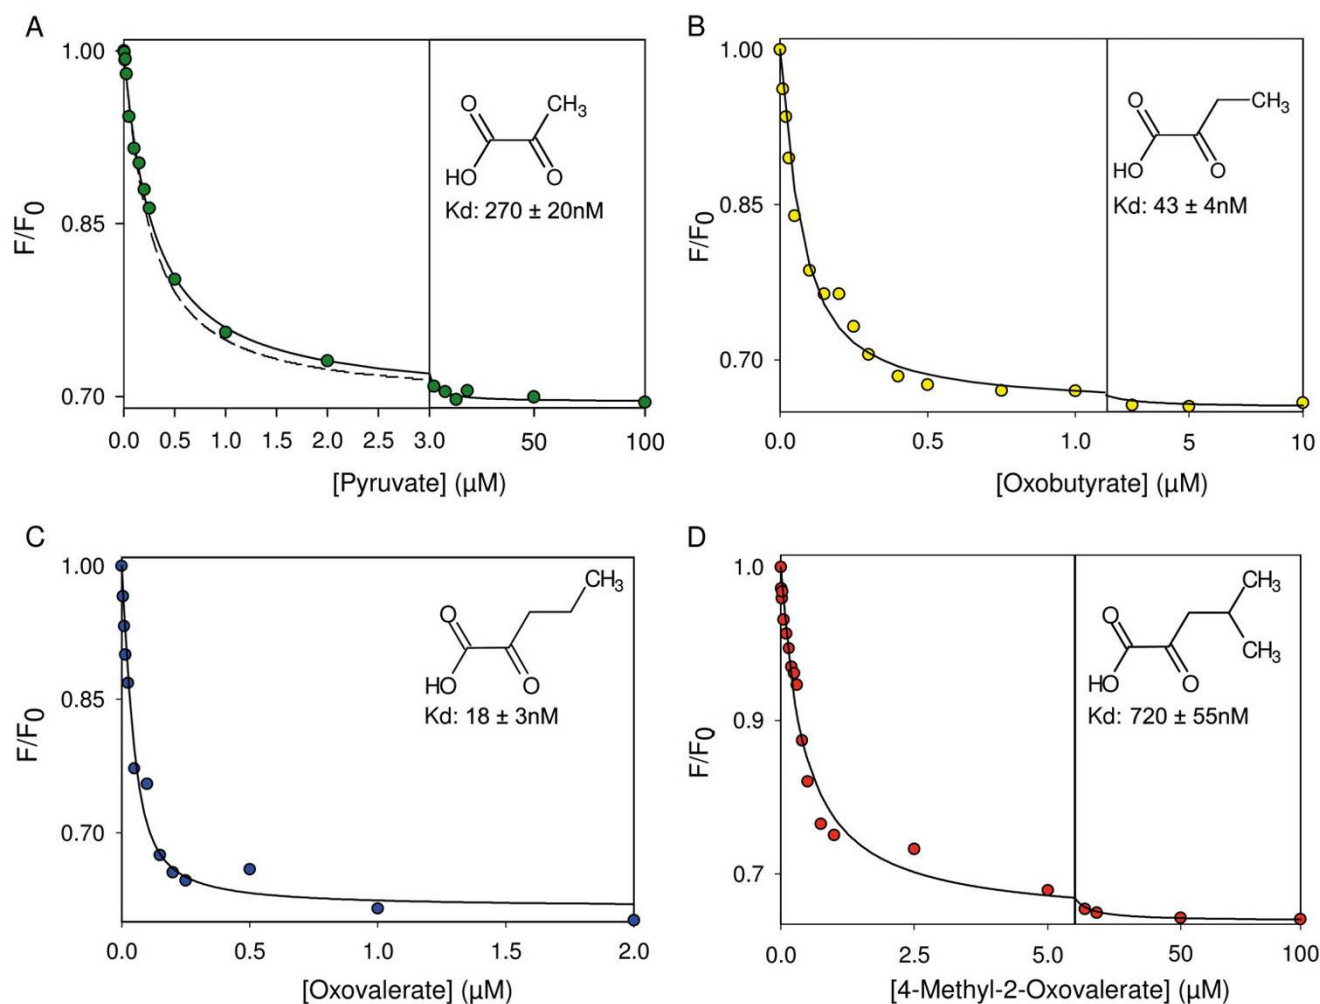 A
F/F0
1.00
0.85
0.70
O
CH3
HO
O
Kd: 270 ± 20nM
0.0 0.5 1.0 1.5 2.0 2.5 3.0 50 100
[Pyruvate] (µM)
B
F/F0
1.00
0.85
0.70
O
CH3
HO
O
Kd: 43 ± 4nM
0.0 0.5 1.0 5 10
[Oxobutyrate] (µM)
C
F/F0
1.00
0.85
0.70
CH3
O
HO
O
Kd: 18 ± 3nM
0.0 0.5 1.0 1.5 2.0
[Oxovalerate] (µM)
D
F/F0
1.0
0.9
0.7
CH3
O
CH3
HO
O
Kd: 720 ± 55nM
0.0 2.5 5.0 50 100
[4-Methyl-2-Oxovalerate] (µM)